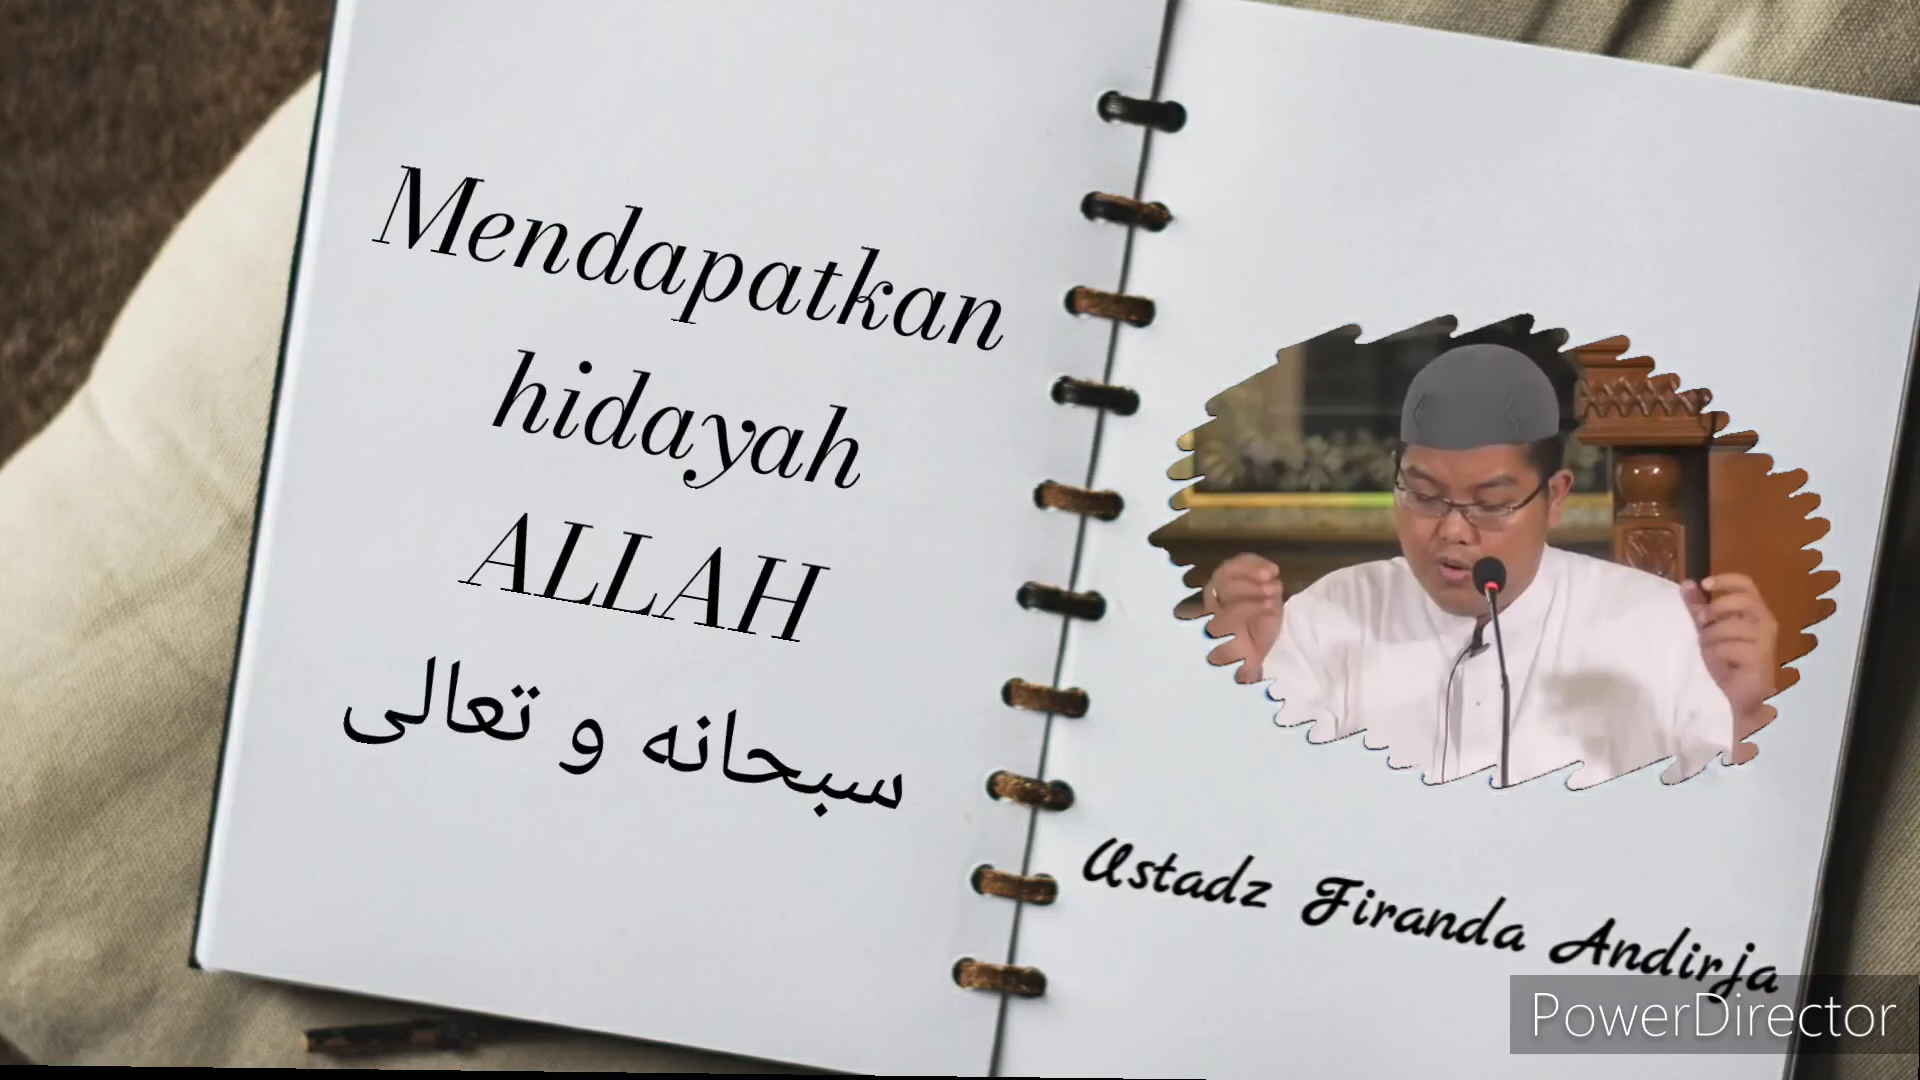 Mendapatkan
hidayah
ALLAH
سبحانه و تعالى
Ustadz Firanda Andirja
PowerDirector